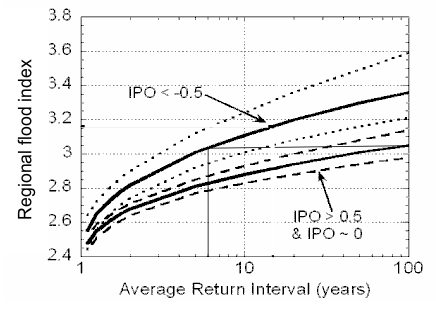 3.8
3.6
3.4
3.2
3
2.8
2.6
2.4
Regional flood index
IPO < -0.5
IPO > 0.5
& IPO ~ 0
1
10
100
Average Return Interval (years)